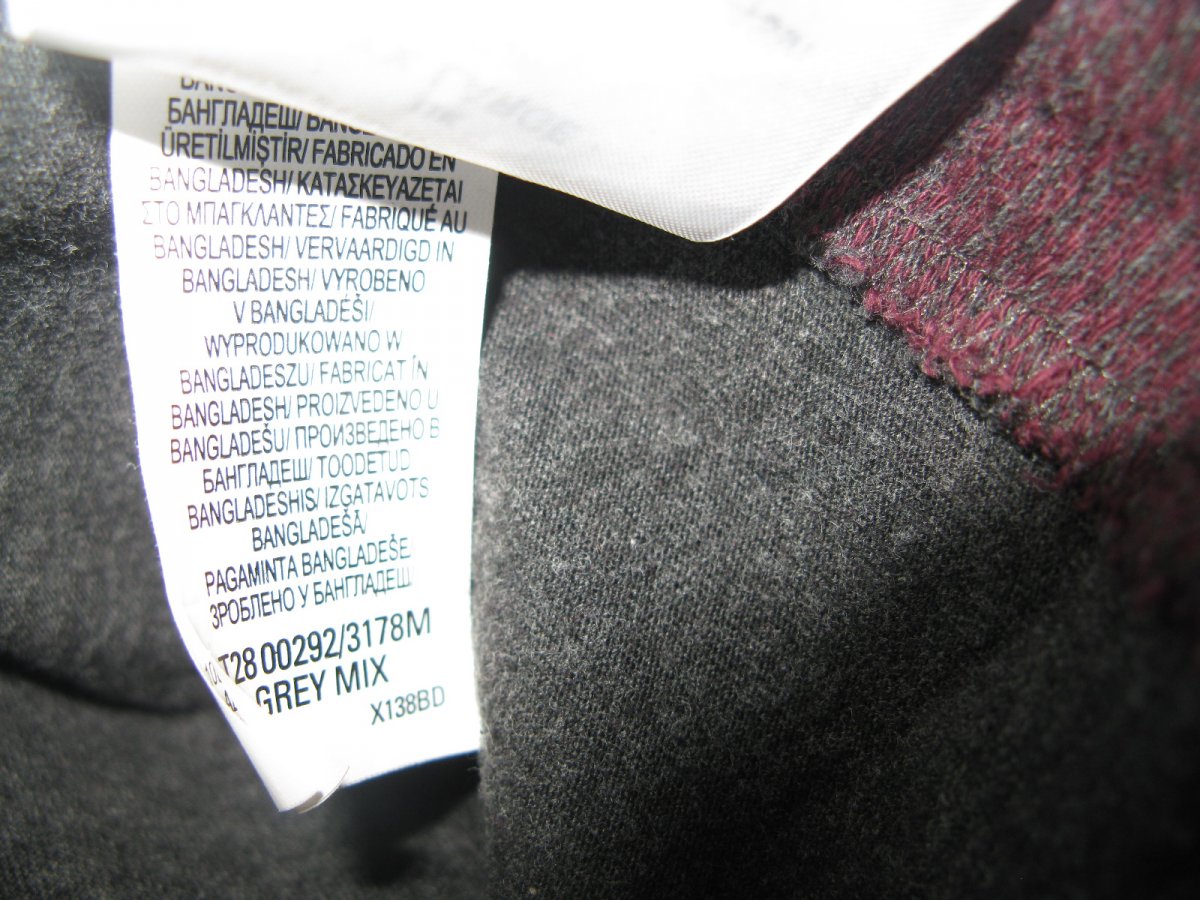 БАНГЛАДЕШ/
ÜRETİLMİŞTİR/ FABRICADO EN
BANGLADESH/ ΚΑΤΑΣΚΕΥΑΖΕΤΑΙ
ΣΤΟ ΜΠΑΓΚΛΑΝΤΕΣ/ FABRIQUÉ AU
BANGLADESH/ VERVAARDIGD IN
BANGLADESH/ VYROBENO
V BANGLADÉŠI/
WYPRODUKOWANO W
BANGLADESZU/ FABRICAT ÎN
BANGLADESH/ PROIZVEDENO U
BANGLADEŠU/ ПРОИЗВЕДЕНО В
БАНГЛАДЕШ/ TOODETUD
BANGLADESHIS/ IZGATAVOTS
BANGLADEŠĀ/
PAGAMINTA BANGLADEŠE
ЗРОБЛЕНО У БАНГЛАДЕШ
T28 00292/3178M
GREY MIX
X138BD